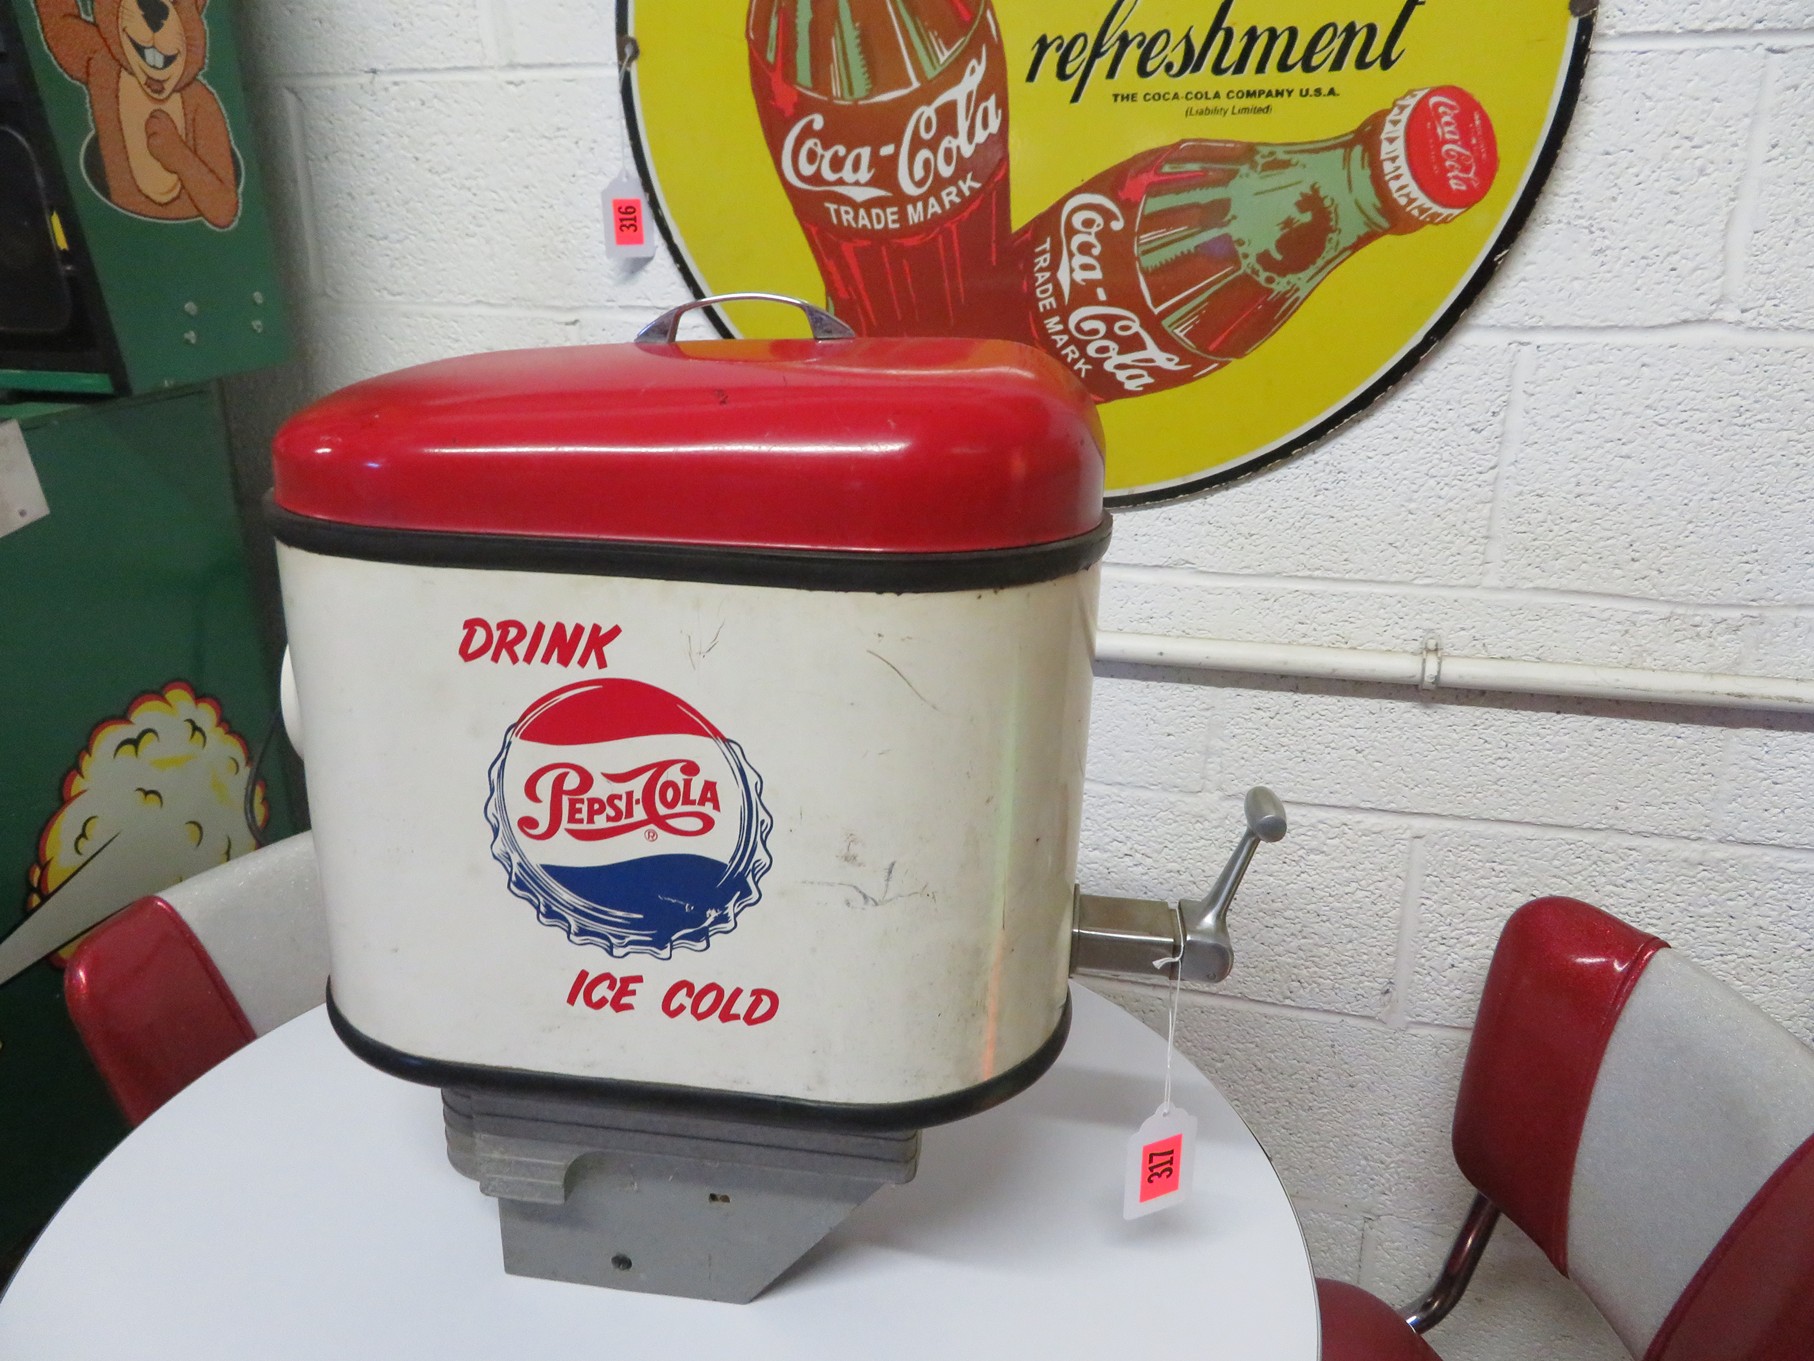 refreshment
THE COCA-COLA COMPANY U.S.A.
(Liability Limited)
Coca-Cola
TRADE MARK
Coca-Cola
TRADE MARK
Coca-Cola
316
DRINK
PEPSI-COLA
®
ICE COLD
317